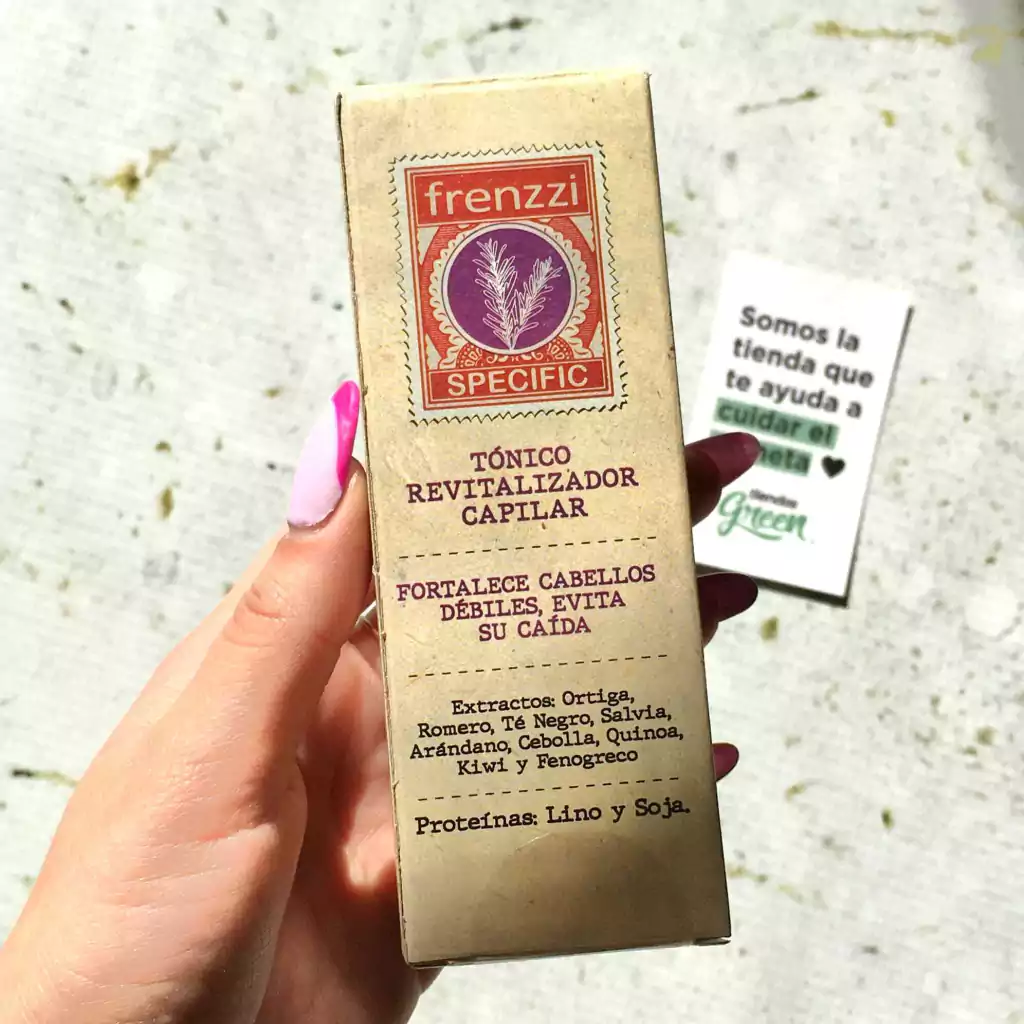 frenzzi
SPECIFIC
TÓNICO
REVITALIZADOR
CAPILAR
FORTALECE CABELLOS
DÉBILES, EVITA
SU CAÍDA
Extractos: Ortiga,
Romero, Té Negro, Salvia,
Arándano, Cebolla, Quinoa,
Kiwi y Fenogreco
Proteínas: Lino y Soja.
Somos la
tienda que
te ayuda a
cuidar el
tiendas
Green